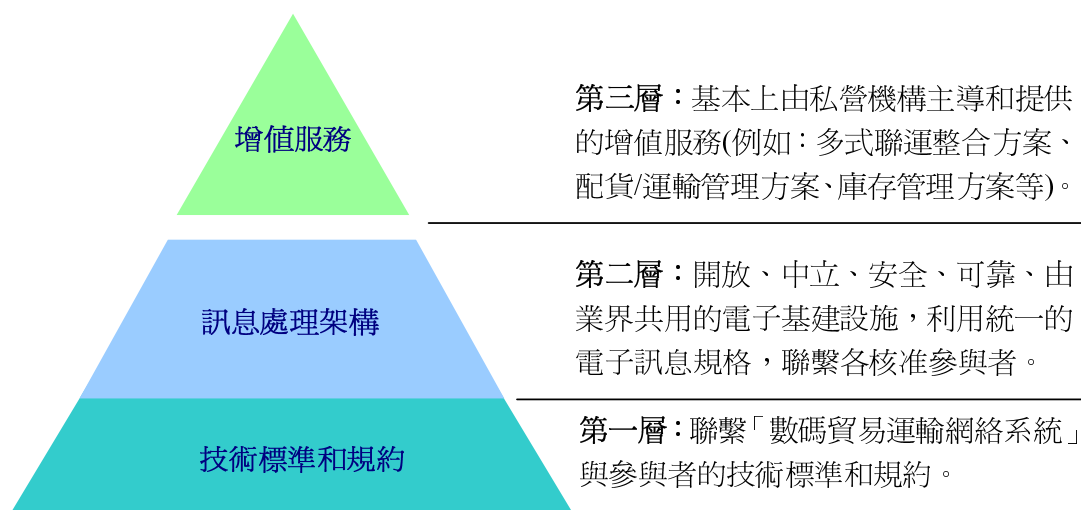 增值服務
第三層：基本上由私營機構主導和提供
的增值服務(例如：多式聯運整合方案、
配貨/運輸管理方案、庫存管理方案等)。
訊息處理架構
第二層：開放、中立、安全、可靠、由
業界共用的電子基建設施，利用統一的
電子訊息規格，聯繫各核准參與者。
技術標準和規約
第一層：聯繫「數碼貿易運輸網絡系統」
與參與者的技術標準和規約。